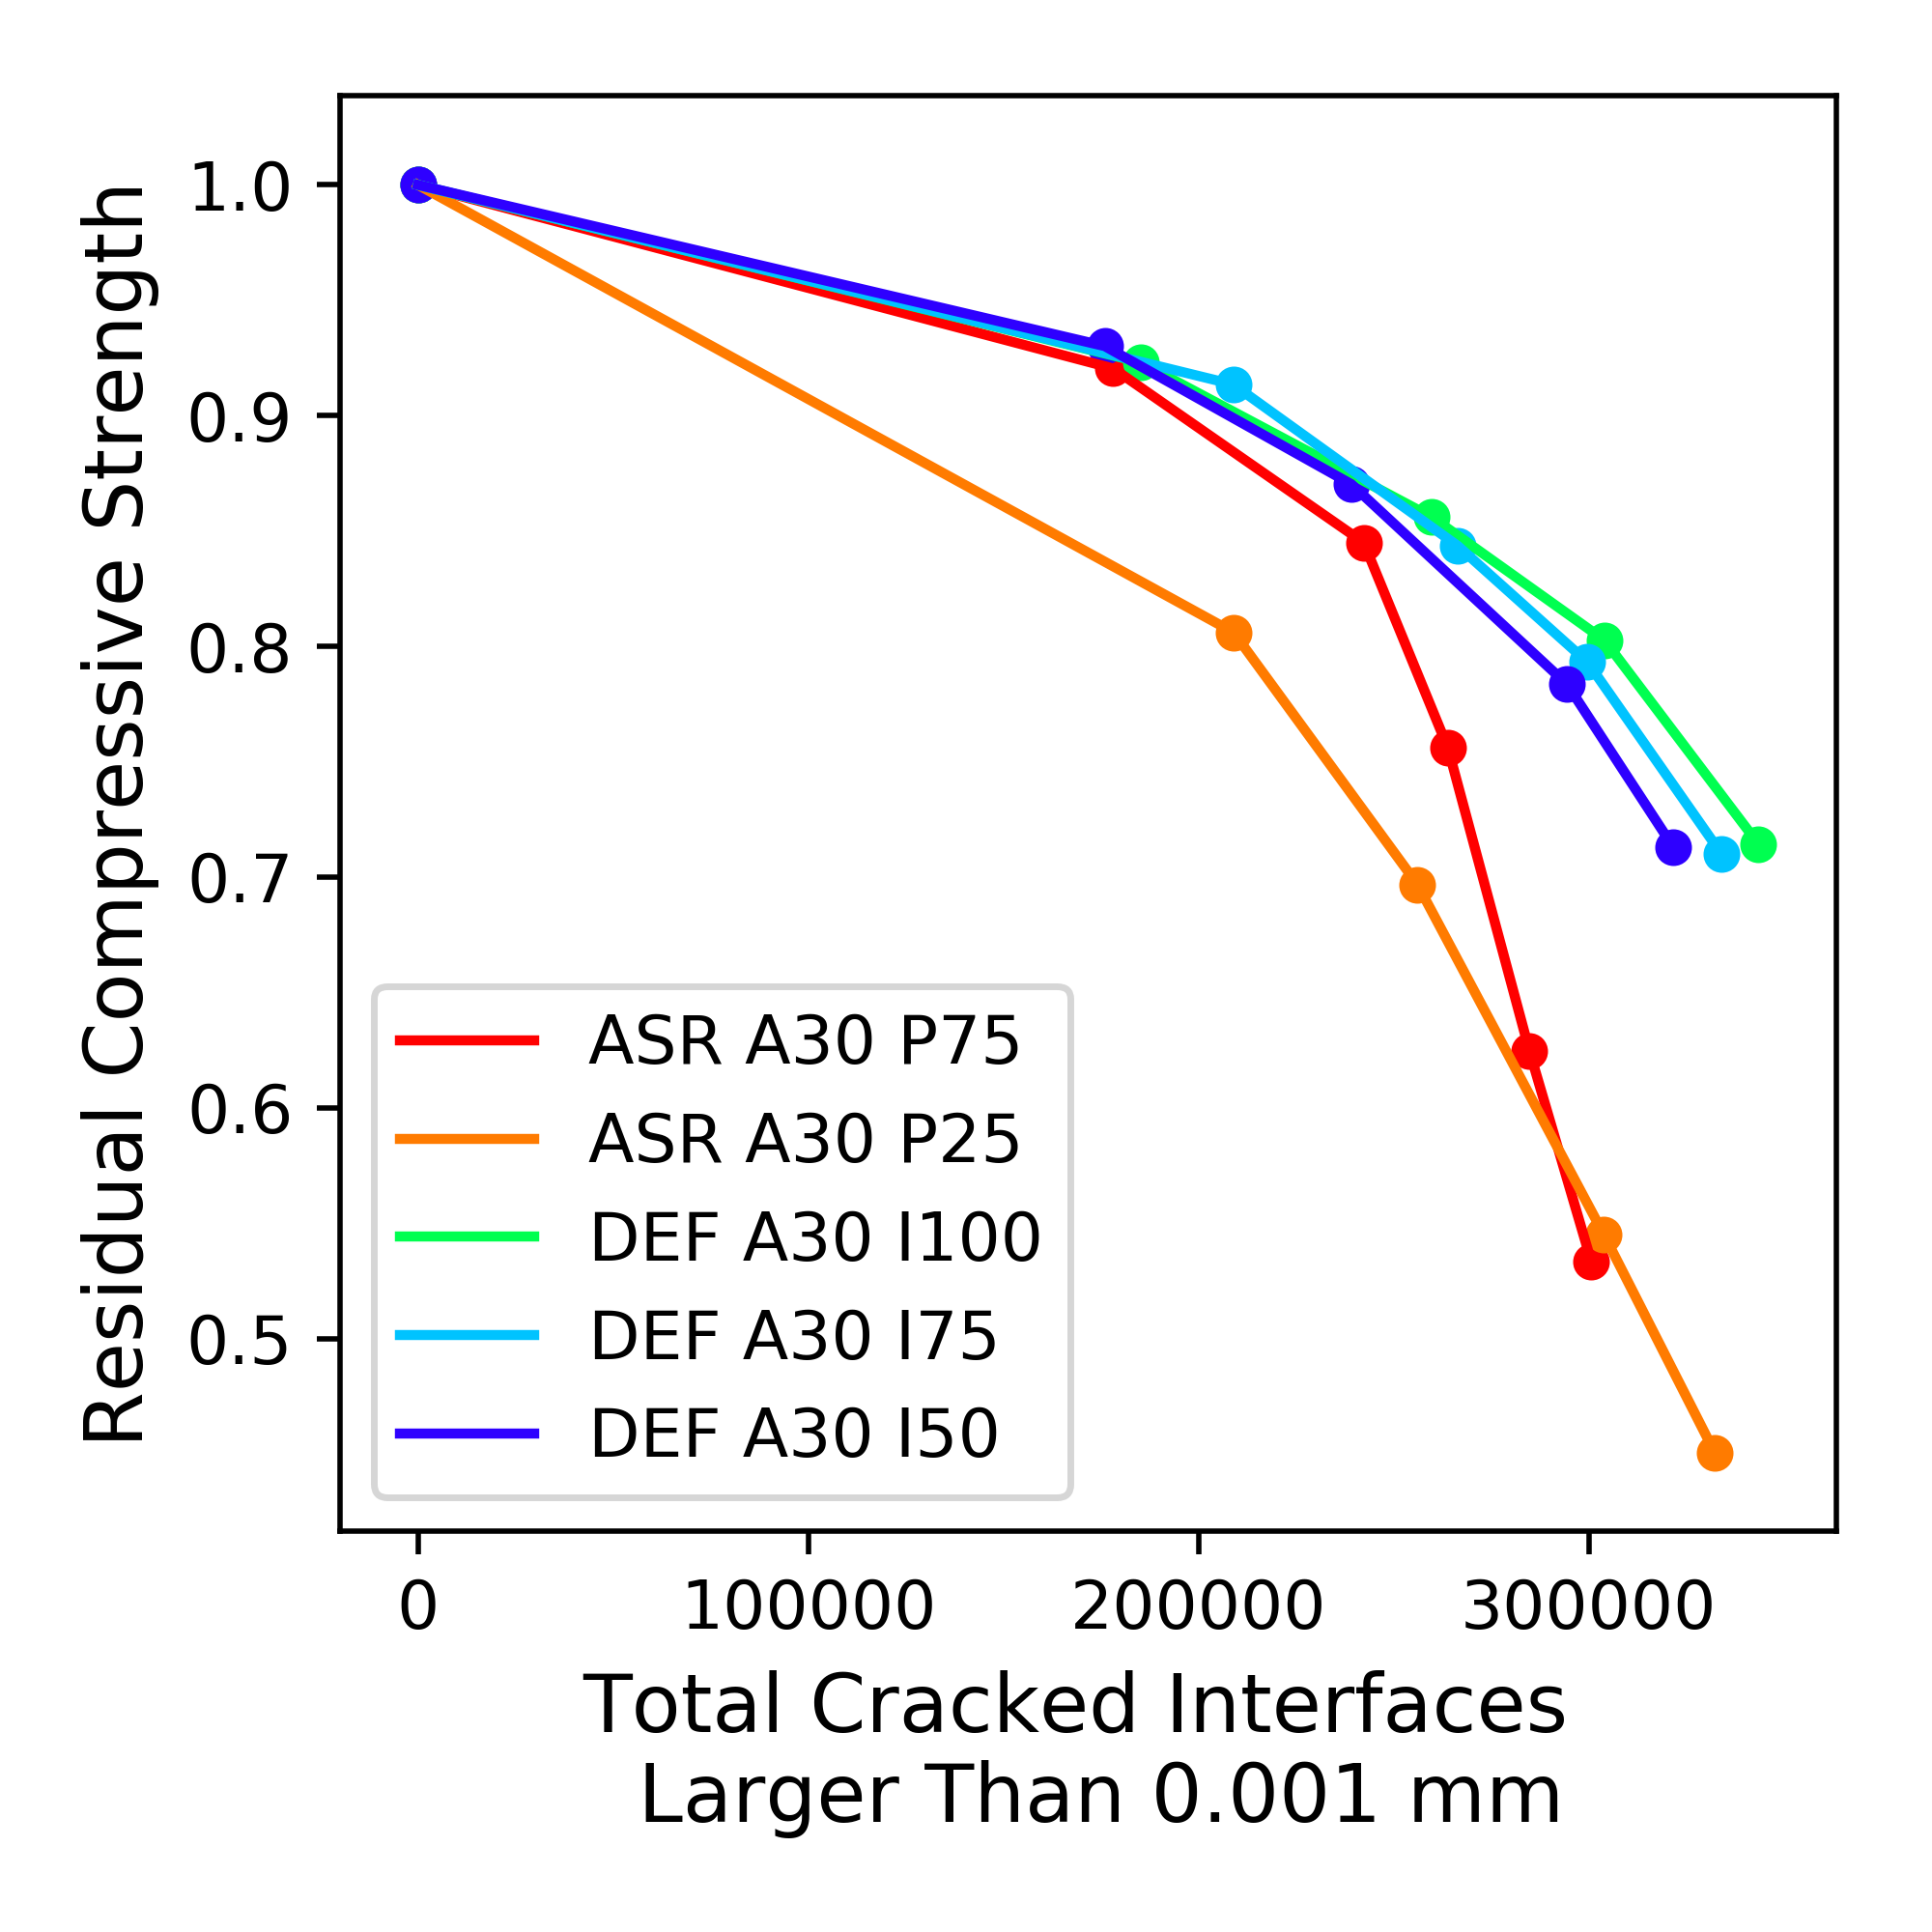 Residual Compressive Strength
1.0
0.9
0.8
0.7
0.6
0.5
ASR A30 P75
ASR A30 P25
DEF A30 I100
DEF A30 I75
DEF A30 I50
0 100000 200000 300000
Total Cracked Interfaces
Larger Than 0.001 mm